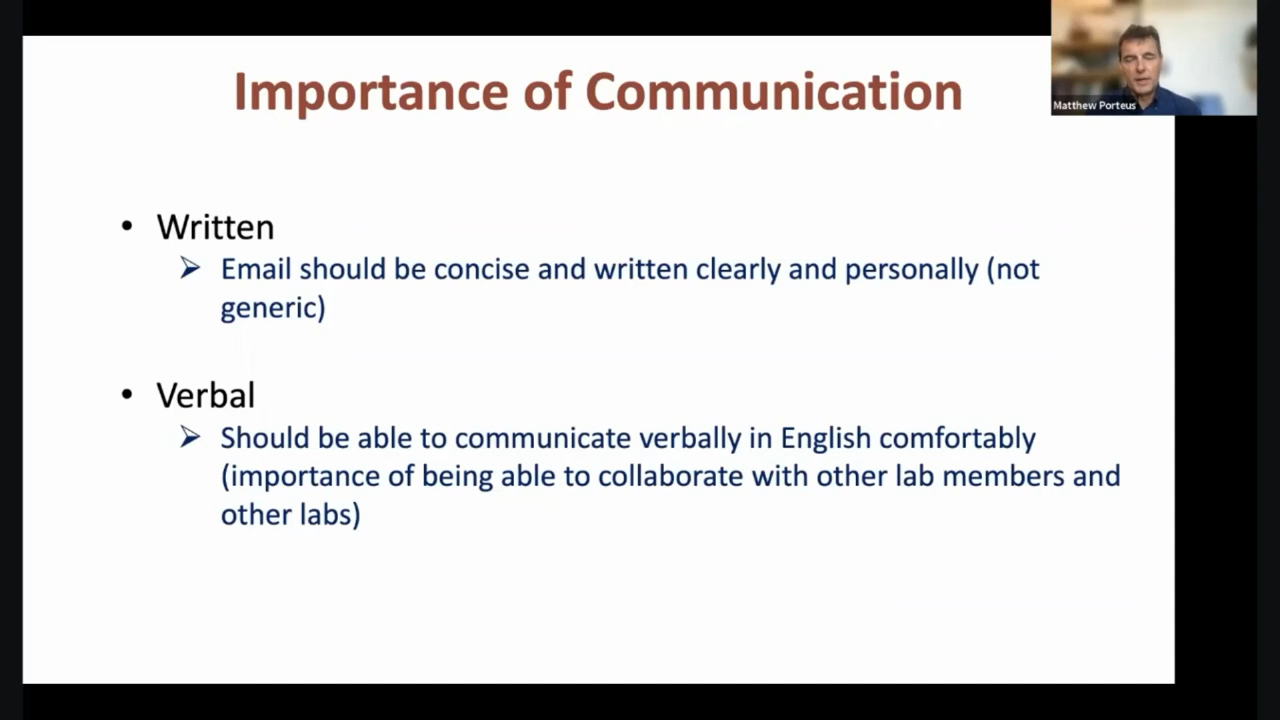 Importance of Communication
Matthew Porteus
• Written
➢ Email should be concise and written clearly and personally (not
generic)
• Verbal
➢ Should be able to communicate verbally in English comfortably
(importance of being able to collaborate with other lab members and
other labs)